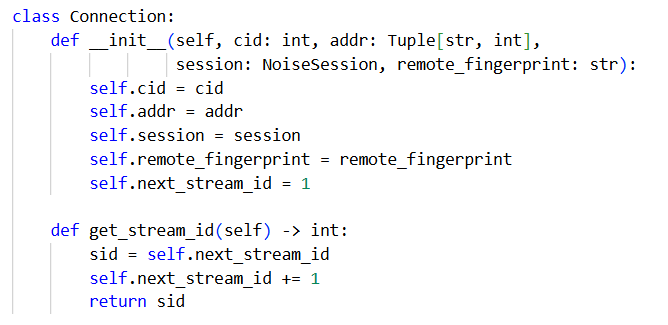 class Connection:
    def __init__(self, cid: int, addr: Tuple[str, int],
                 session: NoiseSession, remote_fingerprint: str):
        self.cid = cid
        self.addr = addr
        self.session = session
        self.remote_fingerprint = remote_fingerprint
        self.next_stream_id = 1

    def get_stream_id(self) -> int:
        sid = self.next_stream_id
        self.next_stream_id += 1
        return sid